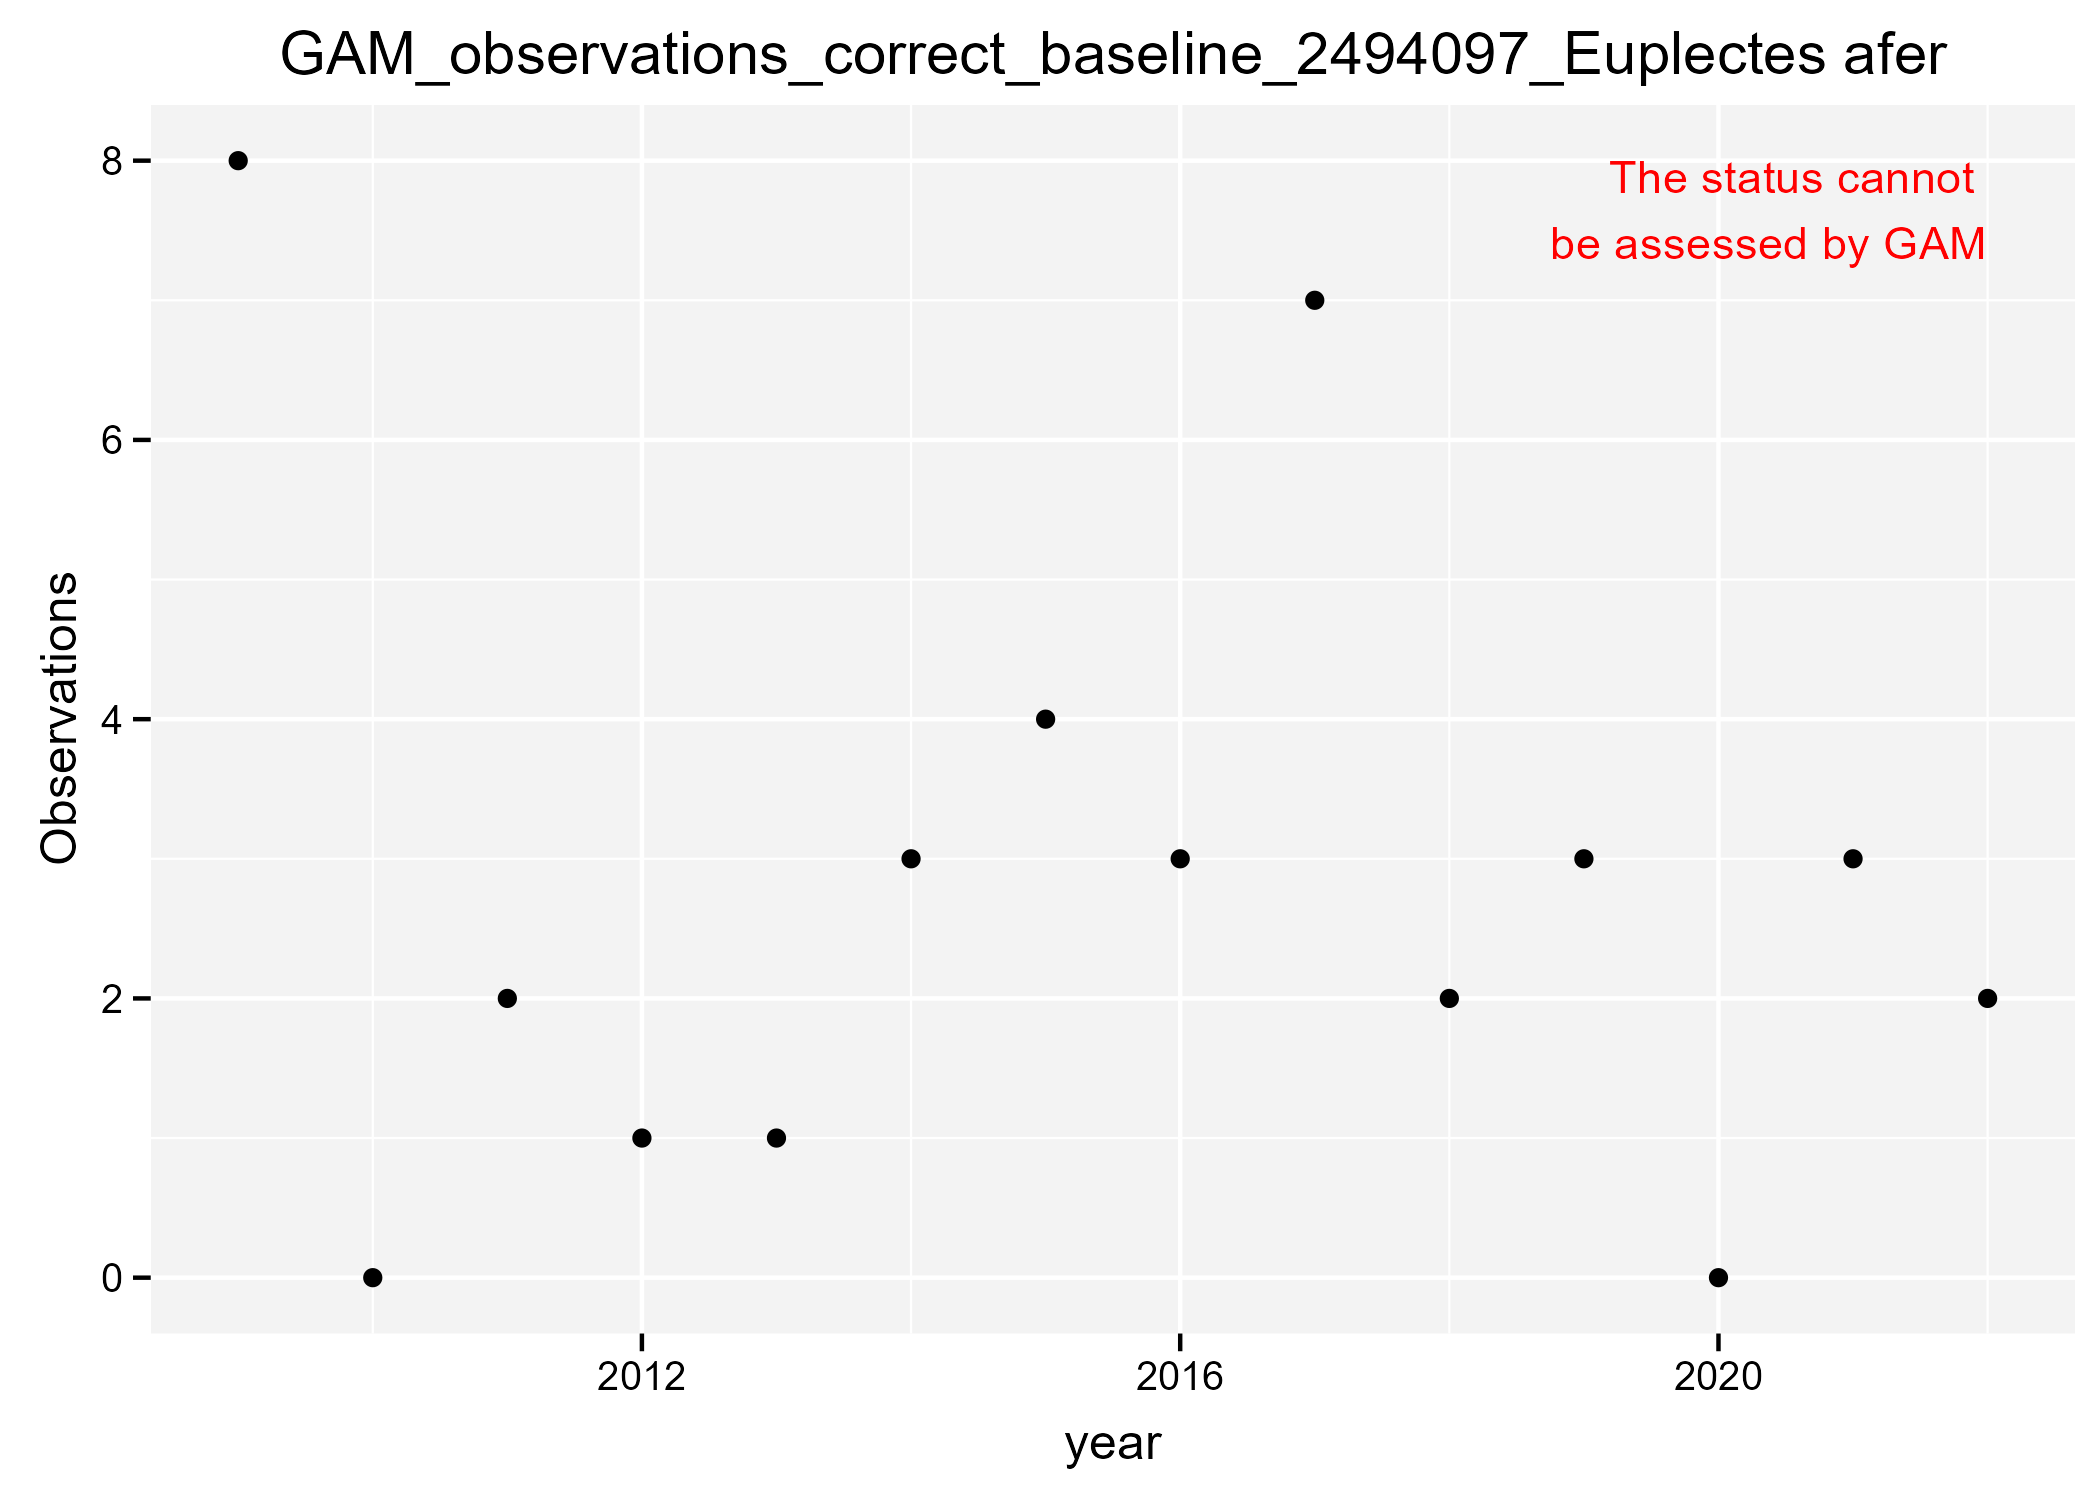 GAM_observations_correct_baseline_2494097_Euplectes afer
The status cannot
be assessed by GAM
8
6
4
2
0
Observations
2012
2016
2020
year